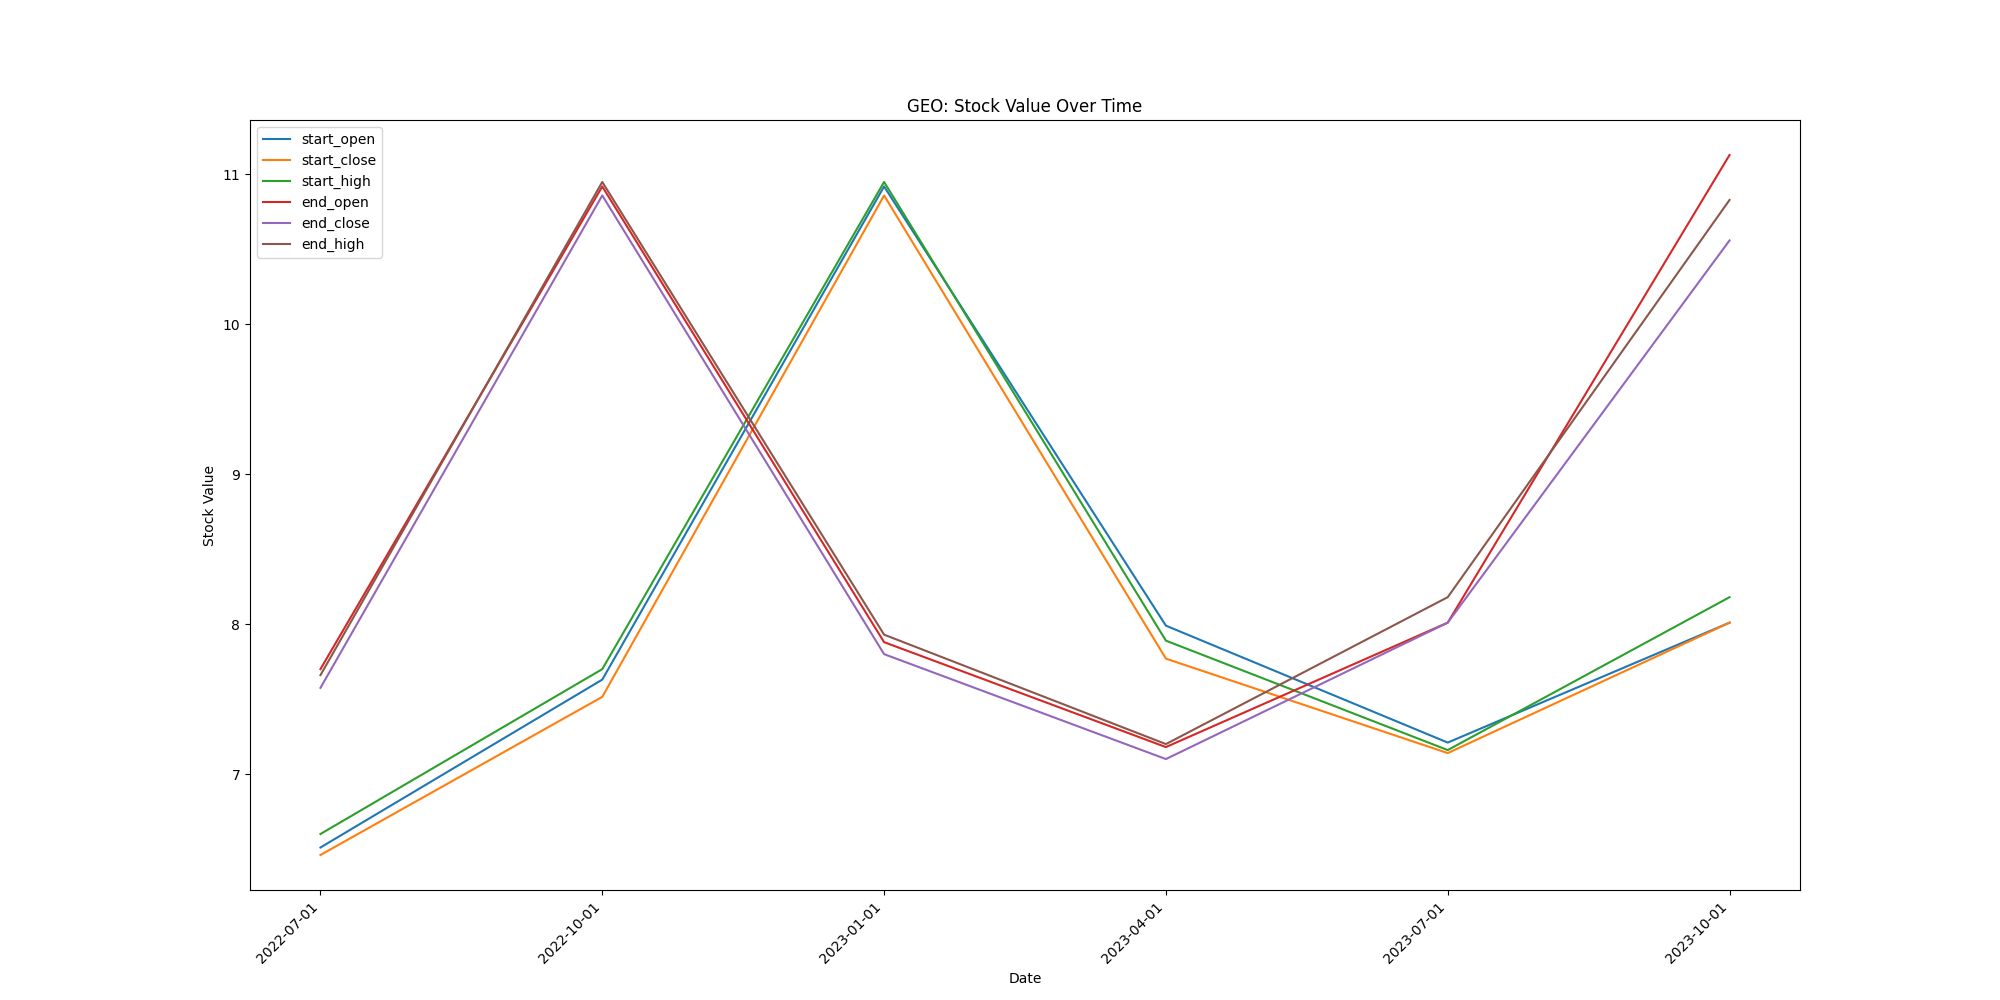 GEO: Stock Value Over Time
start_open
start_close
start_high
end_open
end_close
end_high
11
10
9
8
7
Stock Value
2022-07-01
2022-10-01
2023-01-01
2023-04-01
2023-07-01
2023-10-01
Date